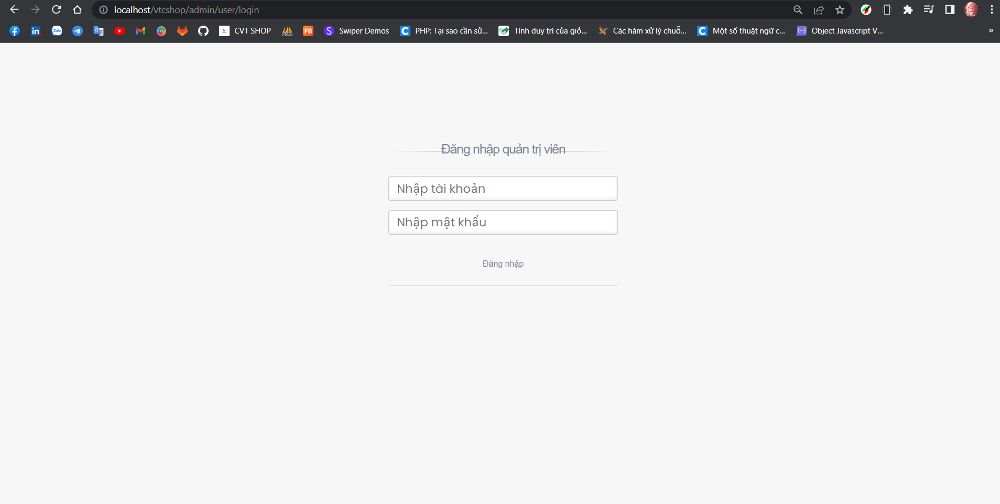 localhost/vtcshop/admin/user/login
Zalo CVT SHOP F8 S Swiper Demos C PHP: Tại sao cần sử... Tính duy trì của giỏ... Các hàm xử lý chuỗ... C Một số thuật ngữ c... Object Javascript V... »
Đăng nhập quản trị viên
Nhập tài khoản
Nhập mật khẩu
Đăng nhập